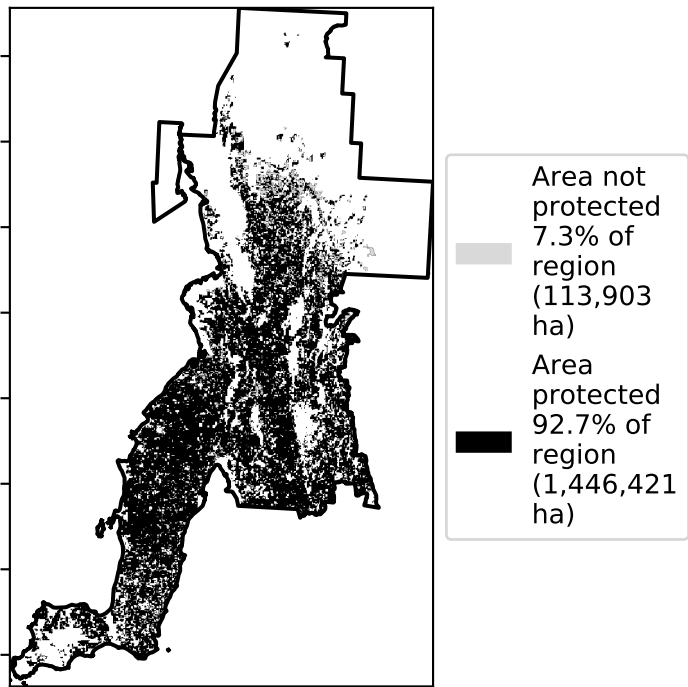 Area not
protected
7.3% of
region
(113,903
ha)
Area
protected
92.7% of
region
(1,446,421
ha)